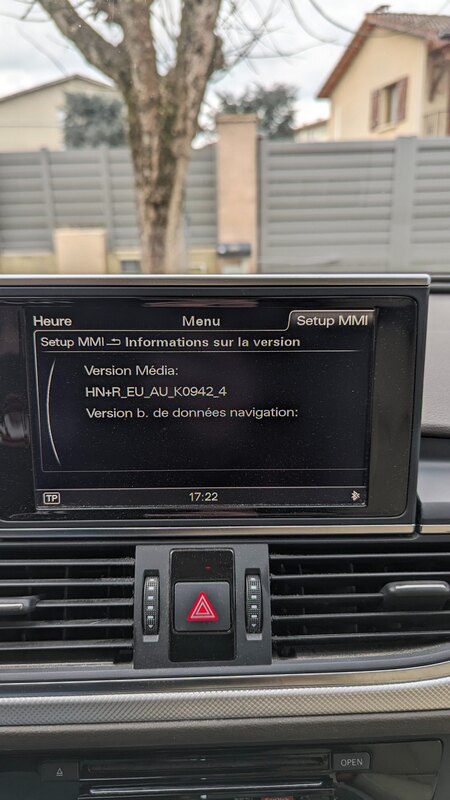 Heure Menu Setup MMI
Setup MMI Informations sur la version
Version Média:
HN+R_EU_AU_K0942_4
Version b. de données navigation:
TP 17:22
OPEN